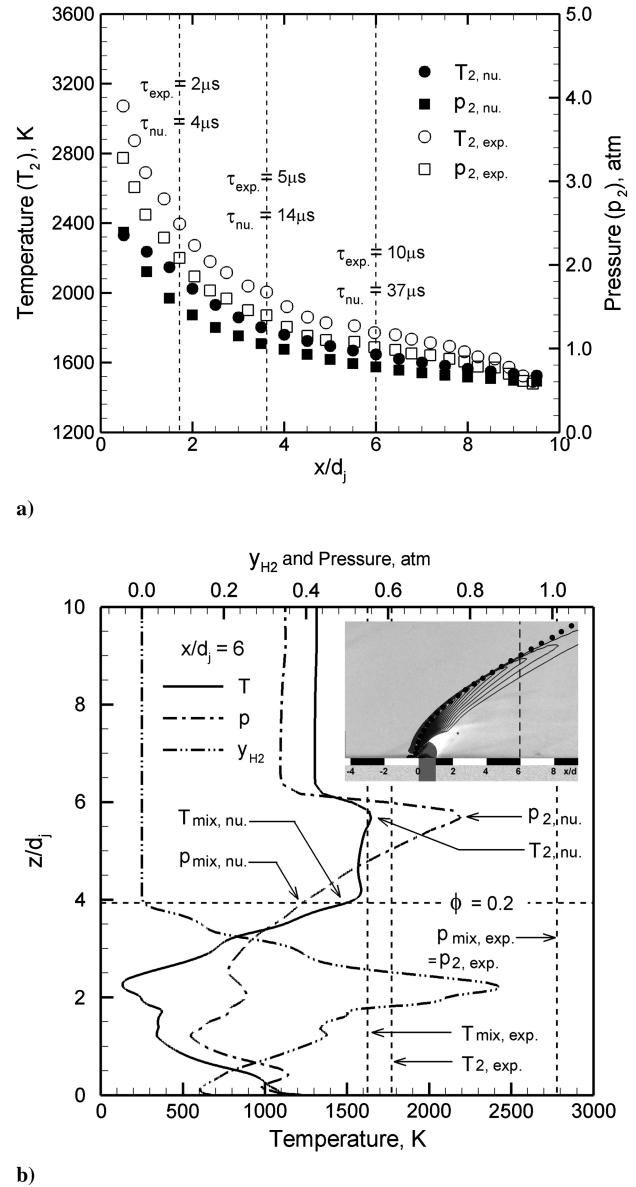 3600
3200
2800
2400
2000
1600
1200
Temperature (T2), K
5.0
4.0
3.0
2.0
1.0
0.0
Pressure (p2), atm
T2, nu.
p2, nu.
T2, exp.
p2, exp.
τexp. = 2μs
τnu. = 4μs
τexp. = 5μs
τnu. = 14μs
τexp. = 10μs
τnu. = 37μs
0 1 2 3 4 5 6 7 8 9 10
x/dj
a)
yH2 and Pressure, atm
0.0 0.2 0.4 0.6 0.8 1.0
10
8
6
4
2
0
z/dj
x/dj = 6
T
p
yH2
-4 -2 0 2 4 6 8 x/d
Tmix, nu.
pmix, nu.
p2, nu.
T2, nu.
ϕ = 0.2
pmix, exp.
=p2, exp.
Tmix, exp.
T2, exp.
0 500 1000 1500 2000 2500 3000
Temperature, K
b)